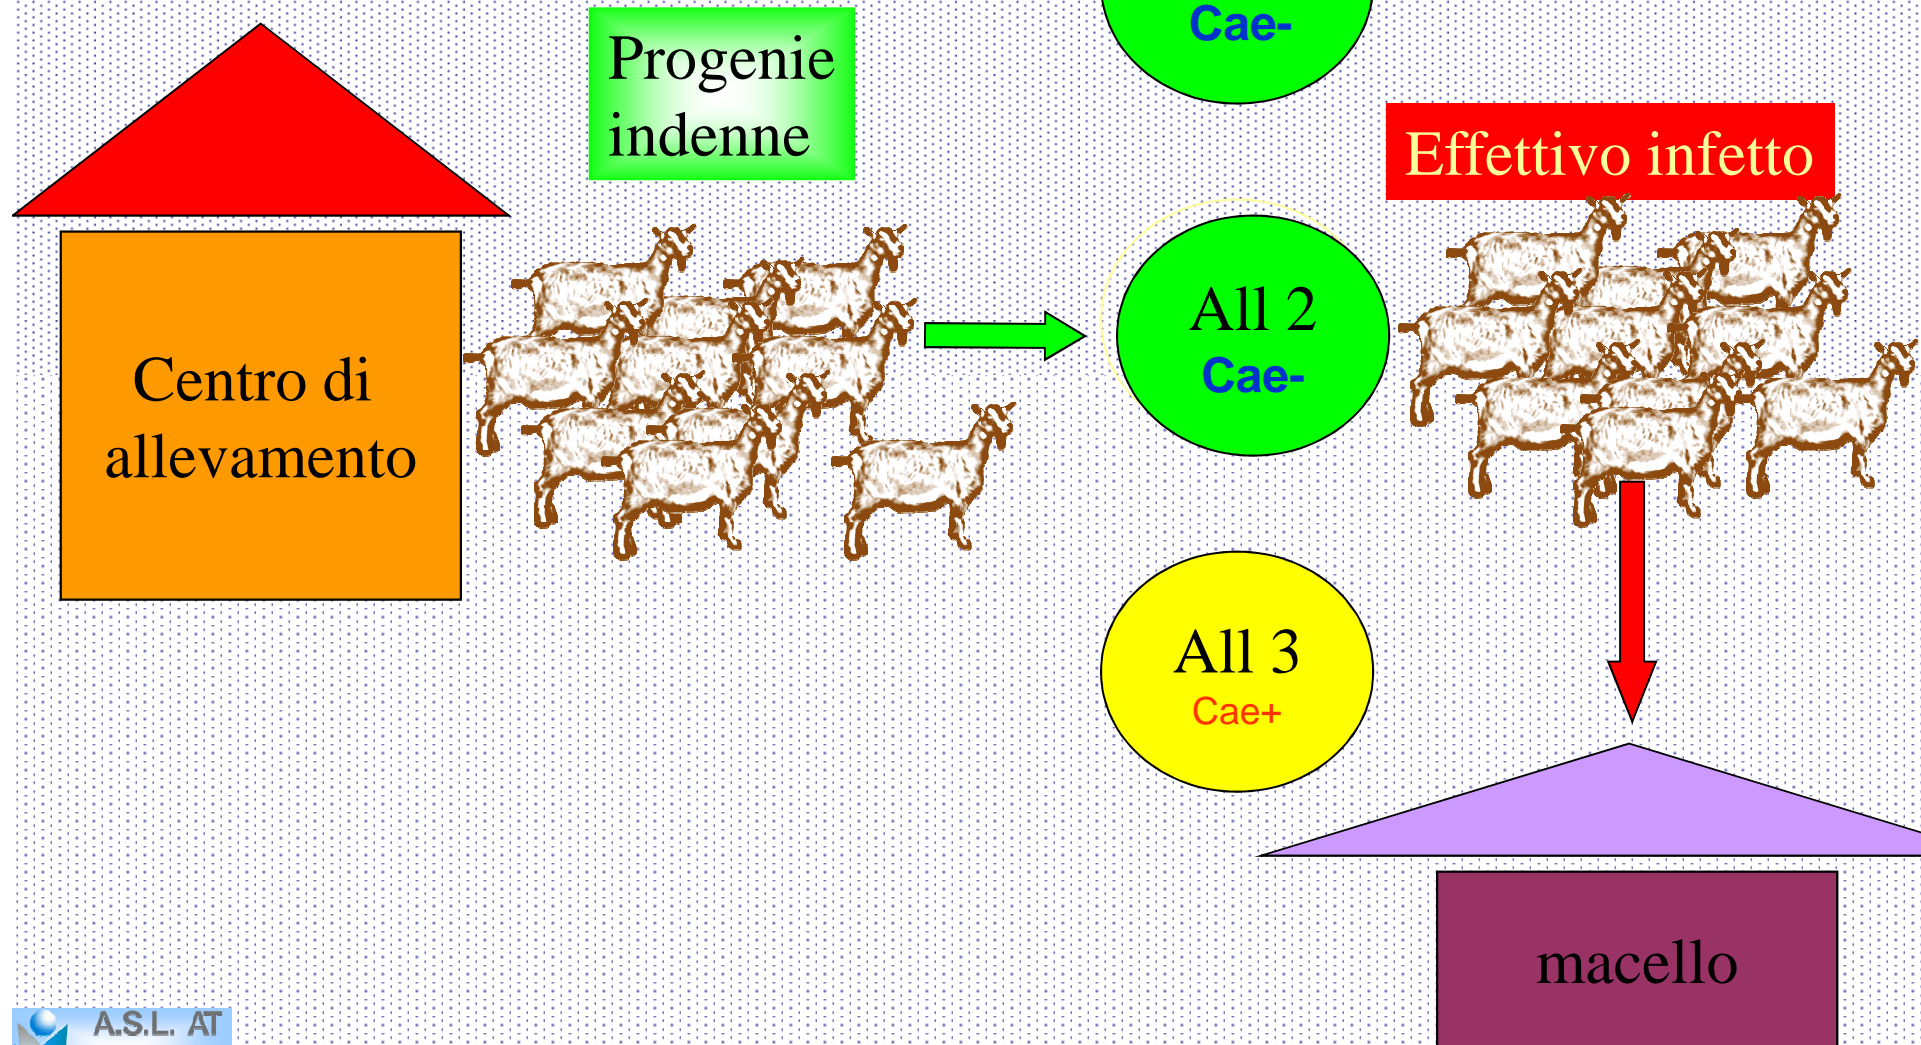 Cae-
Progenie
indenne
Effettivo infetto
All 2
Cae-
Centro di
allevamento
All 3
Cae+
macello
A.S.L. AT